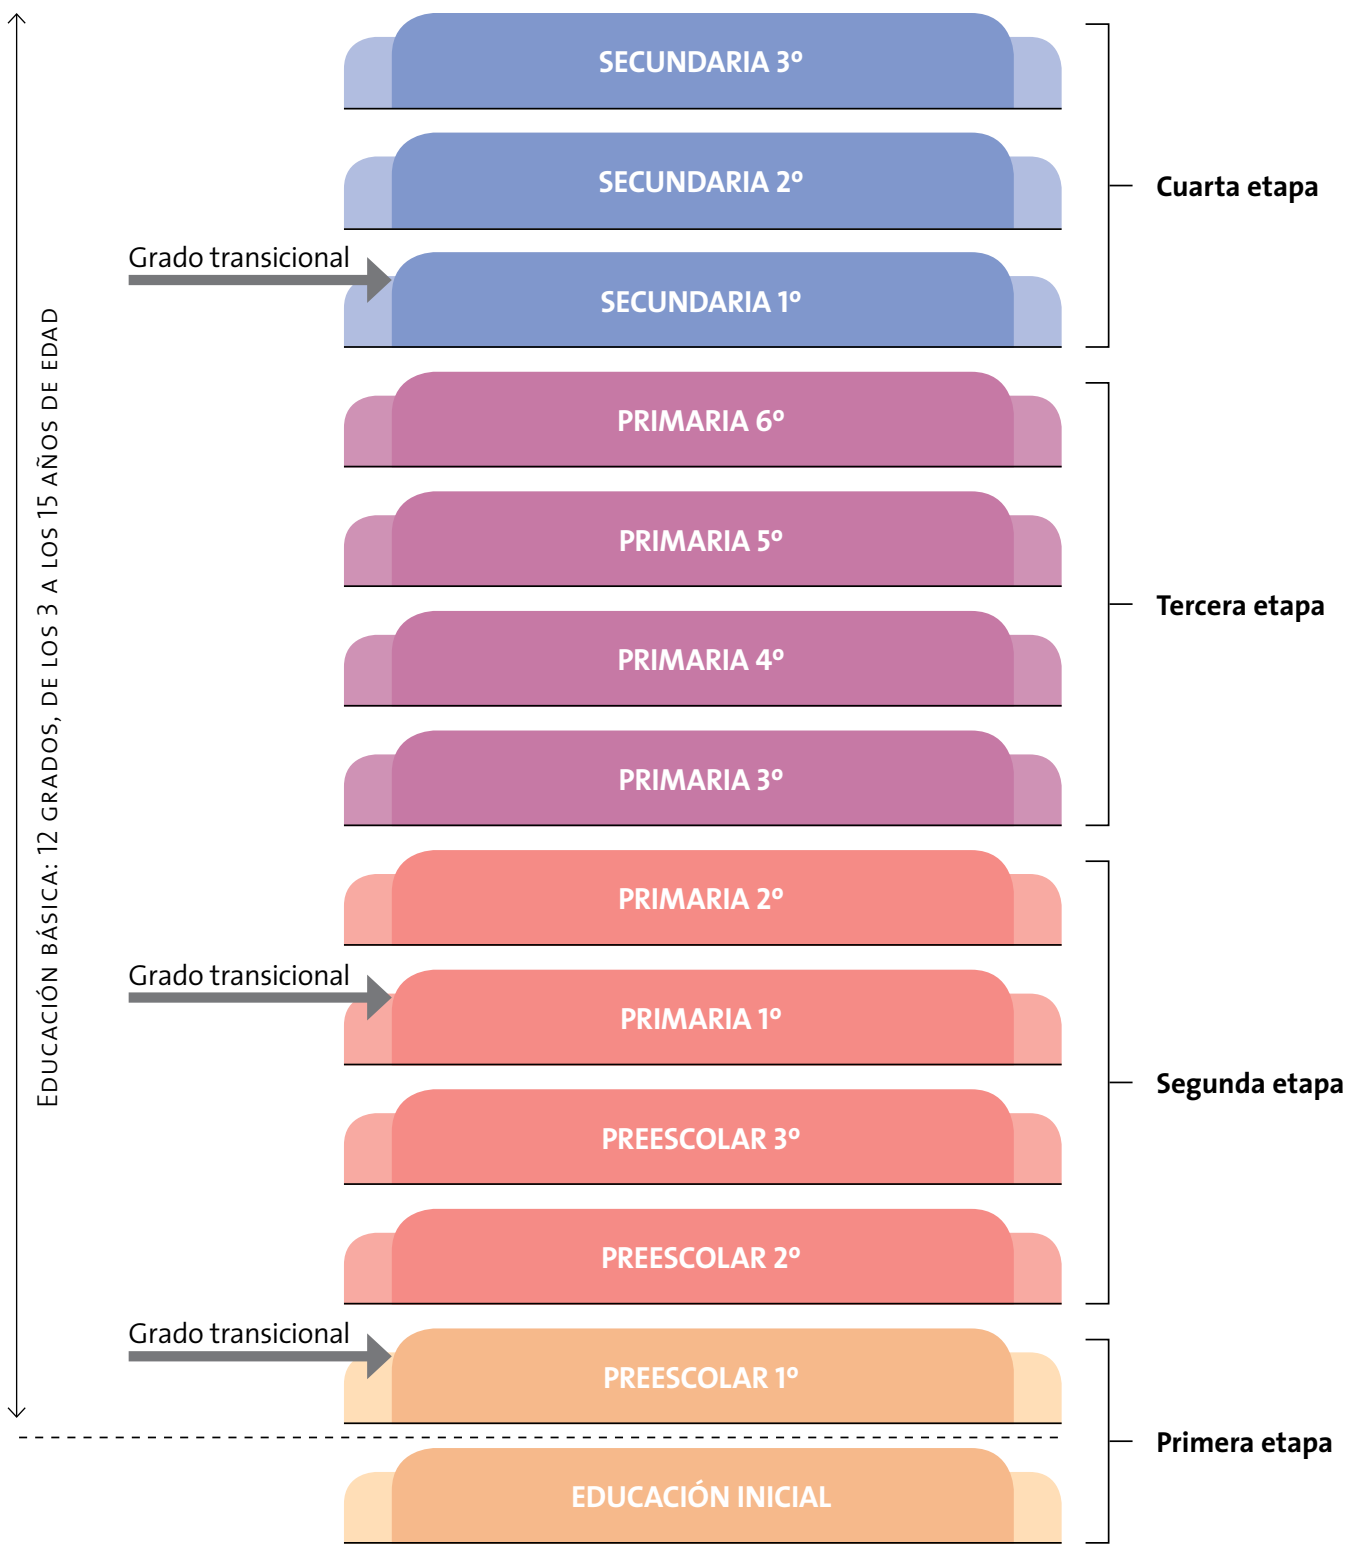 SECUNDARIA 3º
SECUNDARIA 2º
Cuarta etapa
Grado transicional
SECUNDARIA 1º
PRIMARIA 6º
PRIMARIA 5º
Tercera etapa
PRIMARIA 4º
PRIMARIA 3º
EDUCACIÓN BÁSICA: 12 GRADOS, DE LOS 3 A LOS 15 AÑOS DE EDAD
PRIMARIA 2º
Grado transicional
PRIMARIA 1º
Segunda etapa
PREESCOLAR 3º
PREESCOLAR 2º
Grado transicional
PREESCOLAR 1º
Primera etapa
EDUCACIÓN INICIAL